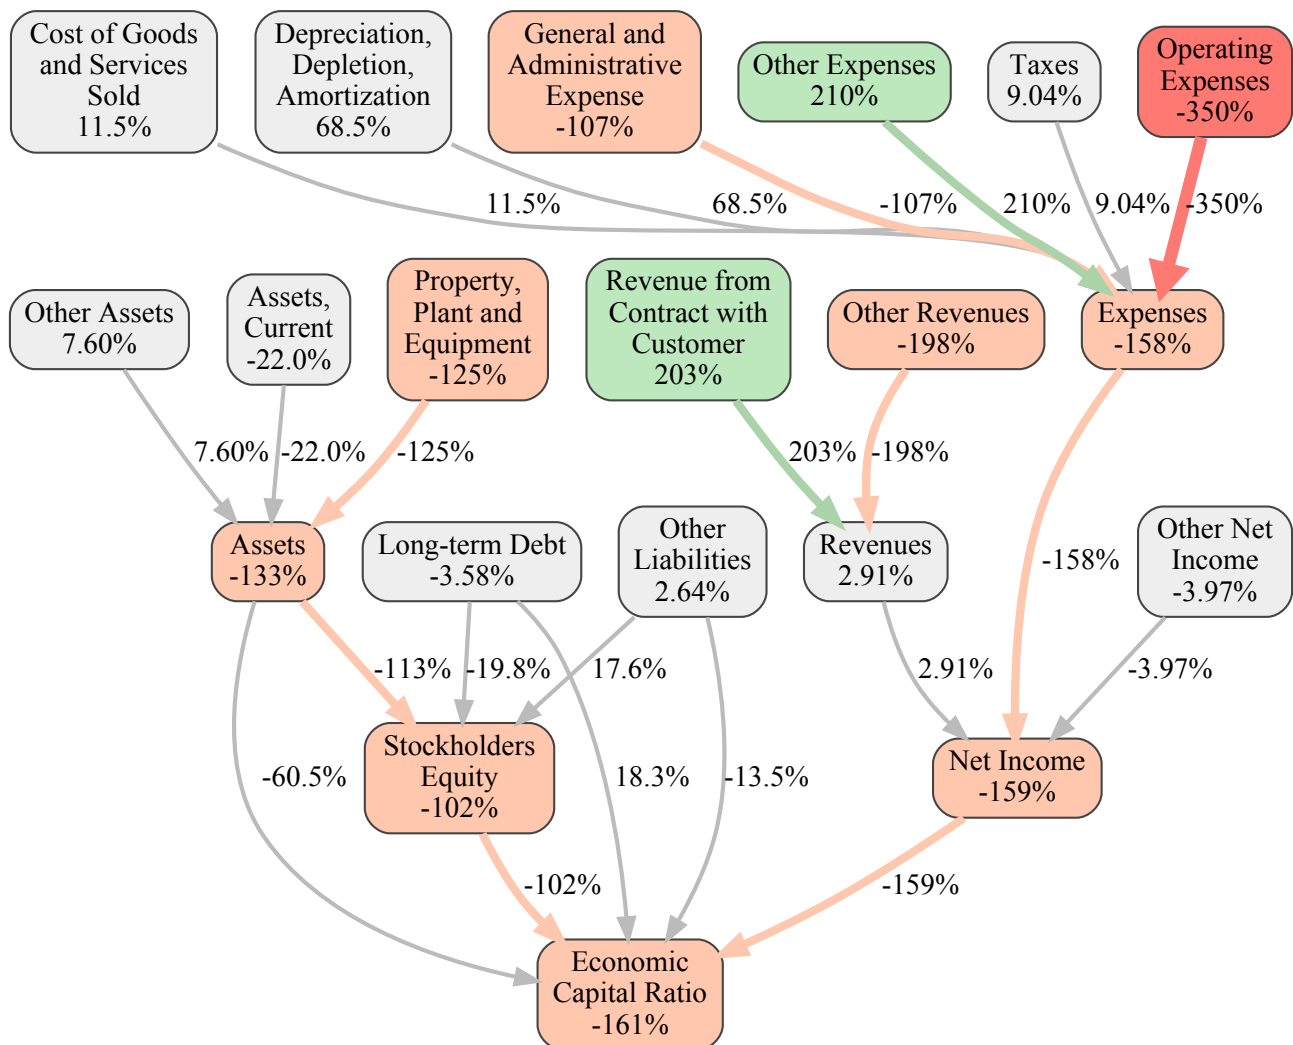 Cost of Goods
and Services
Sold
11.5%
Depreciation,
Depletion,
Amortization
68.5%
General and
Administrative
Expense
-107%
Other Expenses
210%
Taxes
9.04%
Operating
Expenses
-350%
11.5%
68.5%
-107%
210%
9.04%
-350%
Other Assets
7.60%
Assets,
Current
-22.0%
Property,
Plant and
Equipment
-125%
Revenue from
Contract with
Customer
203%
Other Revenues
-198%
Expenses
-158%
7.60%
-22.0%
-125%
203%
-198%
Assets
-133%
Long-term Debt
-3.58%
Other
Liabilities
2.64%
Revenues
2.91%
-158%
Other Net
Income
-3.97%
-113%
-19.8%
17.6%
2.91%
-3.97%
Stockholders
Equity
-102%
Net Income
-159%
-60.5%
18.3%
-13.5%
-102%
-159%
Economic
Capital Ratio
-161%